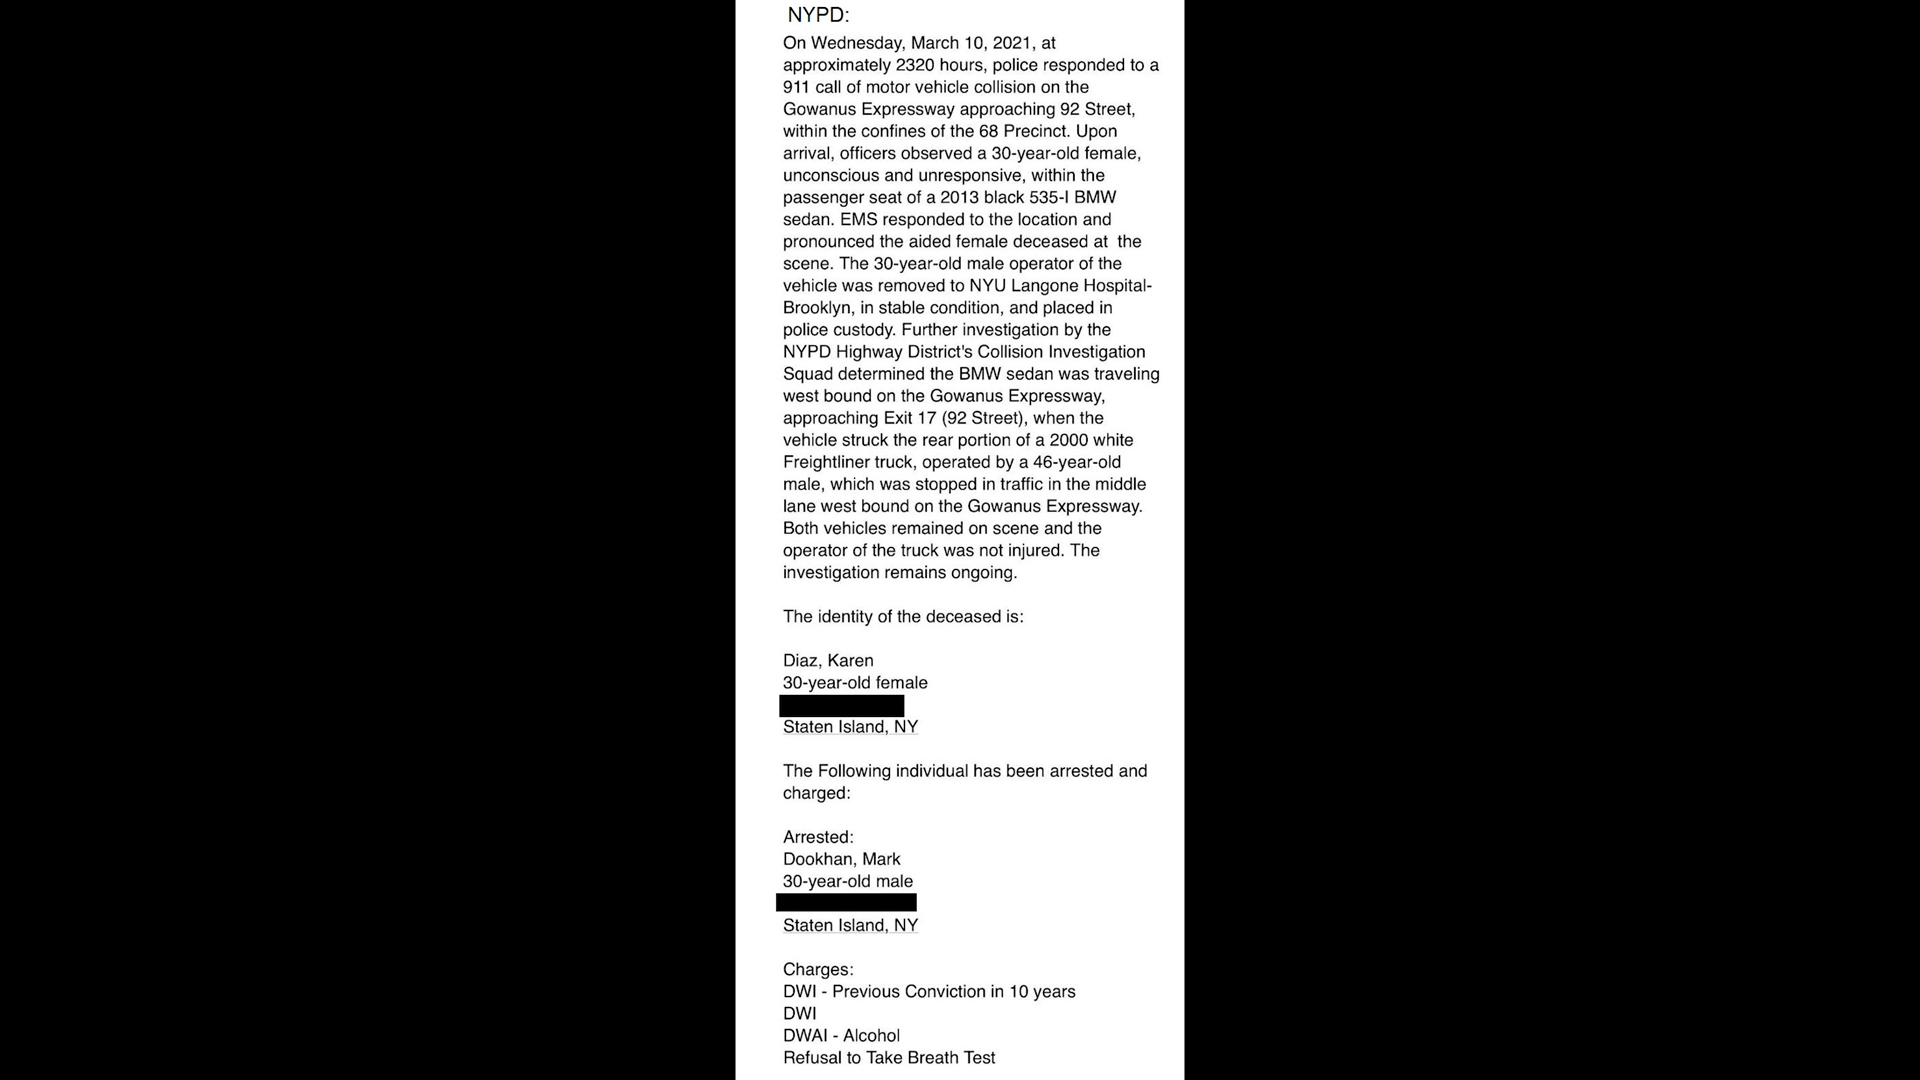 NYPD:
On Wednesday, March 10, 2021, at
approximately 2320 hours, police responded to a
911 call of motor vehicle collision on the
Gowanus Expressway approaching 92 Street,
within the confines of the 68 Precinct. Upon
arrival, officers observed a 30-year-old female,
unconscious and unresponsive, within the
passenger seat of a 2013 black 535-I BMW
sedan. EMS responded to the location and
pronounced the aided female deceased at  the
scene. The 30-year-old male operator of the
vehicle was removed to NYU Langone Hospital-
Brooklyn, in stable condition, and placed in
police custody. Further investigation by the
NYPD Highway District's Collision Investigation
Squad determined the BMW sedan was traveling
west bound on the Gowanus Expressway,
approaching Exit 17 (92 Street), when the
vehicle struck the rear portion of a 2000 white
Freightliner truck, operated by a 46-year-old
male, which was stopped in traffic in the middle
lane west bound on the Gowanus Expressway.
Both vehicles remained on scene and the
operator of the truck was not injured. The
investigation remains ongoing.
The identity of the deceased is:
Diaz, Karen
30-year-old female
Staten Island, NY
The Following individual has been arrested and
charged:
Arrested:
Dookhan, Mark
30-year-old male
Staten Island, NY
Charges:
DWI - Previous Conviction in 10 years
DWI
DWAI - Alcohol
Refusal to Take Breath Test